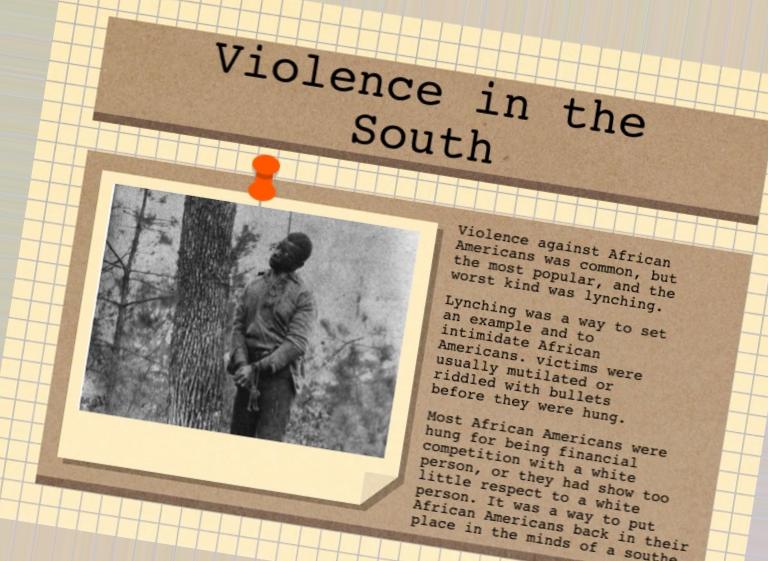 Violence in the
South
Violence against African
Americans was common, but
the most popular, and the
worst kind was lynching.
Lynching was a way to set
an example and to
intimidate African
Americans. victims were
usually mutilated or
riddled with bullets
before they were hung.
Most African Americans were
hung for being financial
competition with a white
person, or they had show too
little respect to a white
person. It was a way to put
African Americans back in their
place in the minds of a southe